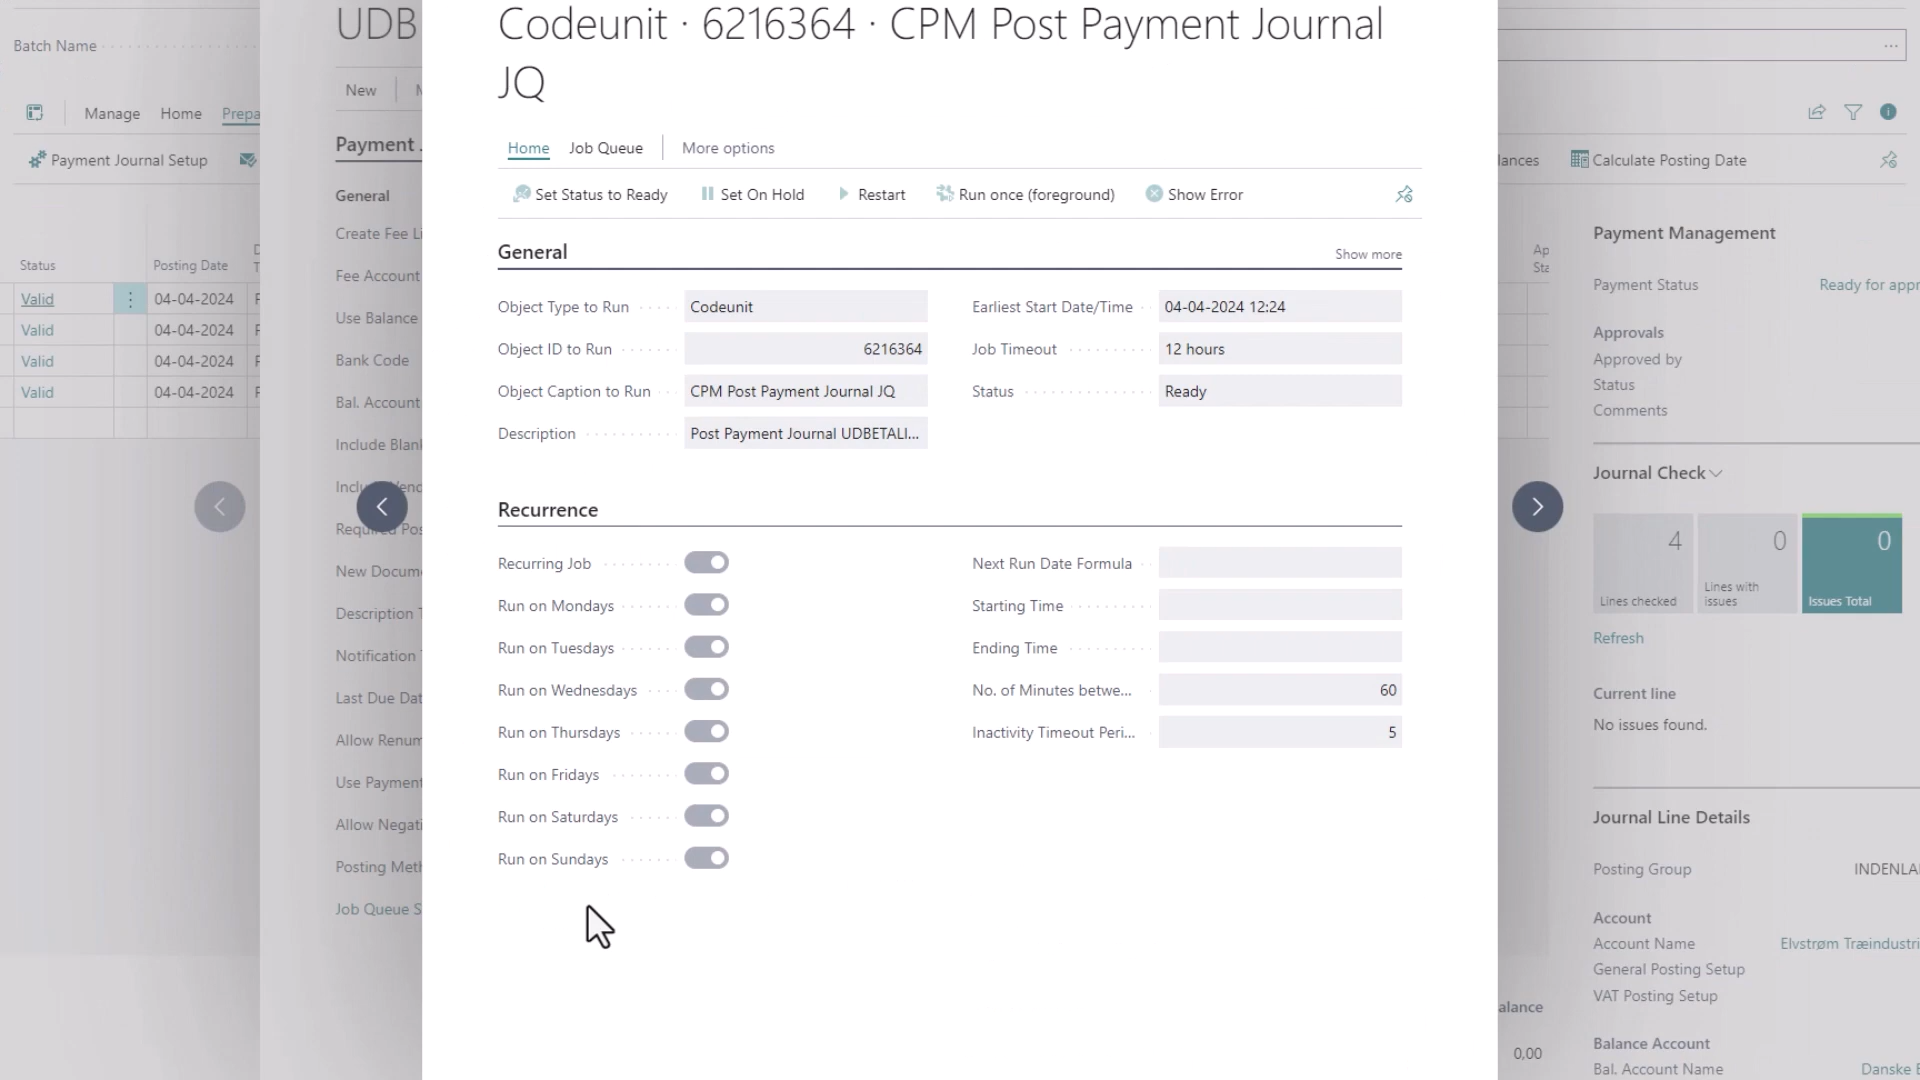 Batch Name
Manage Home Prepa
Payment Journal Setup
Status Posting Date
Valid 04-04-2024
Valid 04-04-2024
Valid 04-04-2024
Valid 04-04-2024
UDB
New
Payment
General
Create Fee Li
Fee Account
Use Balance
Bank Code
Bal. Account
Include Blank
New Docum
Description
Notification
Last Due Dat
Allow Renum
Use Payment
Allow Negati
Posting Meth
Job Queue S
Codeunit · 6216364 · CPM Post Payment Journal
JQ
Home Job Queue More options
Set Status to Ready Set On Hold Restart Run once (foreground) Show Error
General Show more
Object Type to Run Codeunit Earliest Start Date/Time 04-04-2024 12:24
Object ID to Run 6216364 Job Timeout 12 hours
Object Caption to Run CPM Post Payment Journal JQ Status Ready
Description Post Payment Journal UDBETALI...
Recurrence
Recurring Job Next Run Date Formula
Run on Mondays Starting Time
Run on Tuesdays Ending Time
Run on Wednesdays No. of Minutes betwe... 60
Run on Thursdays Inactivity Timeout Peri... 5
Run on Fridays
Run on Saturdays
Run on Sundays
lances Calculate Posting Date
Ap
Sta
alance
0,00
Payment Management
Payment Status Ready for appr
Approvals
Approved by
Status
Comments
Journal Check
4 0 0
Lines checked Lines with issues Issues Total
Refresh
Current line
No issues found.
Journal Line Details
Posting Group INDENLA
Account
Account Name Elvstrøm Træindustri
General Posting Setup
VAT Posting Setup
Balance Account
Bal. Account Name Danske B